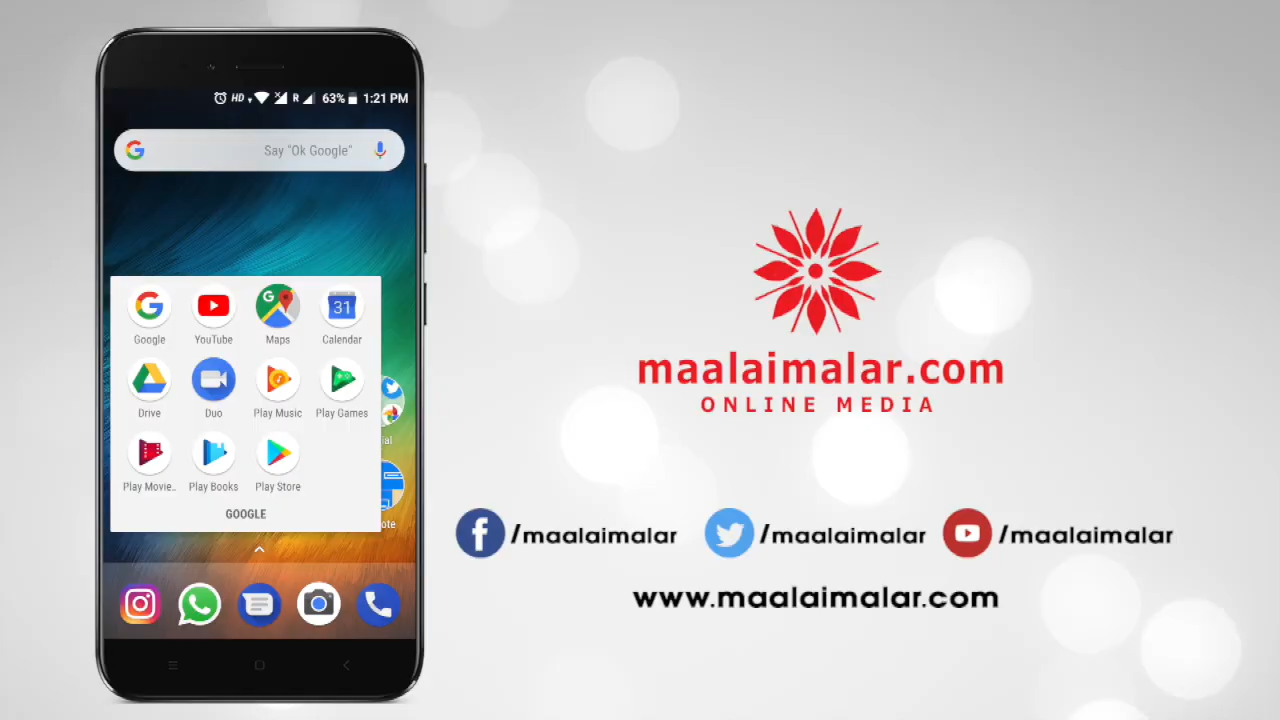 HD R 63% 1:21 PM
Say "Ok Google"
Google YouTube Maps Calendar
31
Drive Duo Play Music Play Games
Play Movie.. Play Books Play Store
GOOGLE
maalaimalar.com
ONLINE MEDIA
/maalaimalar /maalaimalar /maalaimalar
www.maalaimalar.com